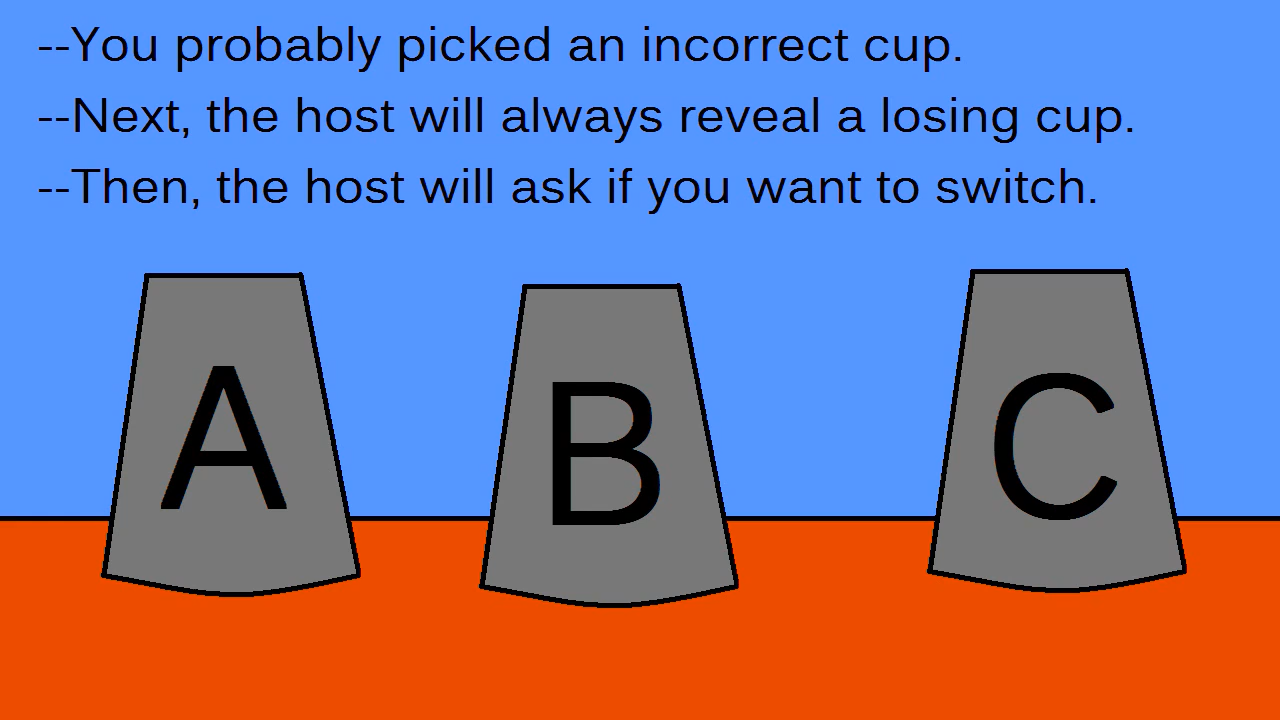 --You probably picked an incorrect cup.
--Next, the host will always reveal a losing cup.
--Then, the host will ask if you want to switch.
A B C